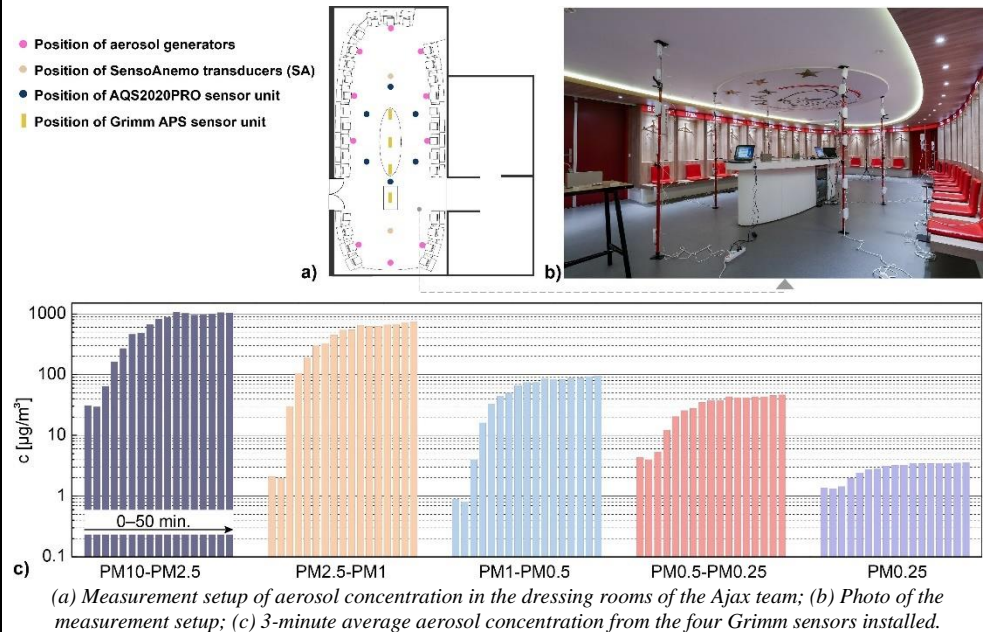 Position of aerosol generators
Position of SensoAnemo transducers (SA)
Position of AQS2020PRO sensor unit
Position of Grimm APS sensor unit
a)
b)
1000
100
10
1
0.1
c [µg/m³]
0–50 min.
c)
PM10-PM2.5
PM2.5-PM1
PM1-PM0.5
PM0.5-PM0.25
PM0.25
(a) Measurement setup of aerosol concentration in the dressing rooms of the Ajax team; (b) Photo of the
measurement setup; (c) 3-minute average aerosol concentration from the four Grimm sensors installed.